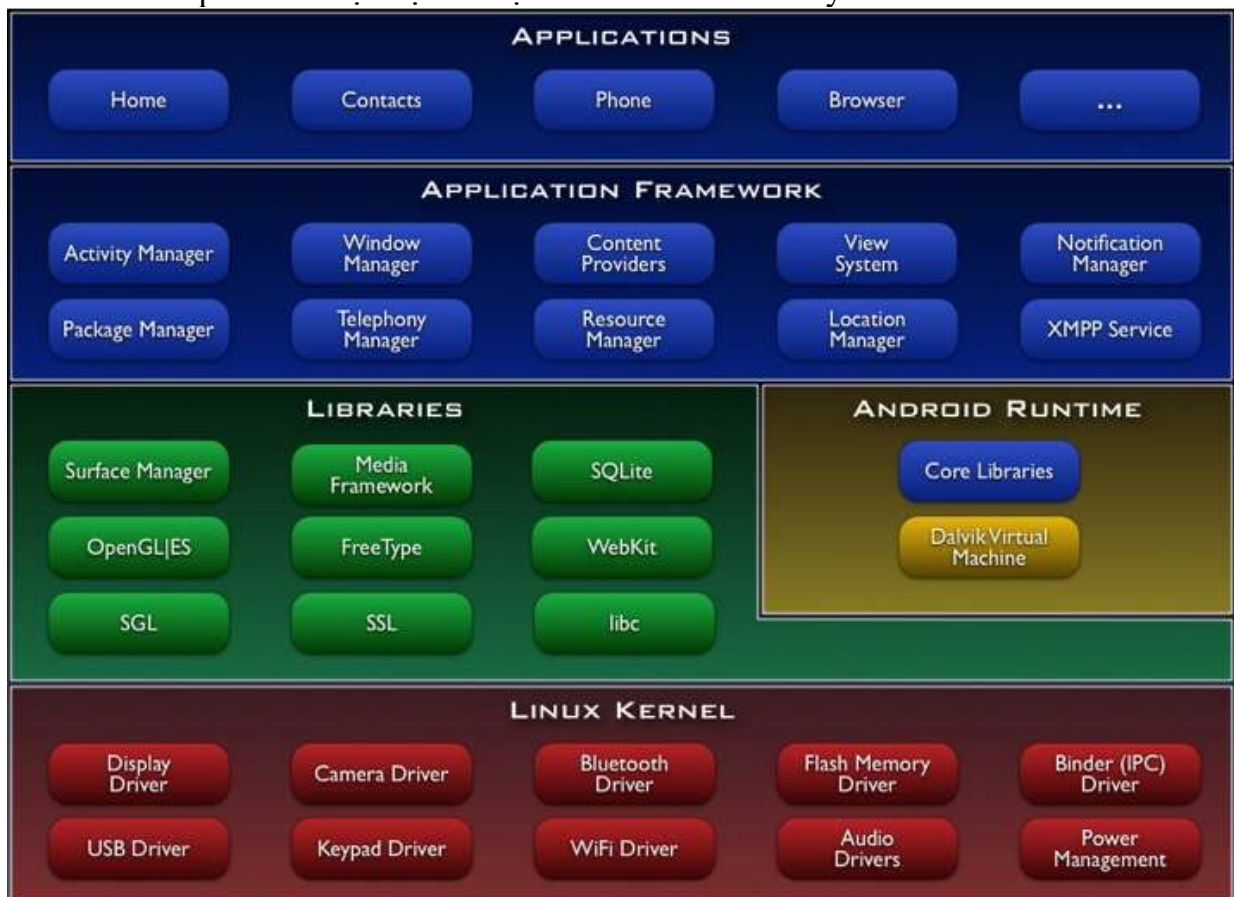 APPLICATIONS
Home
Contacts
Phone
Browser
...
APPLICATION FRAMEWORK
Activity Manager
Window
Manager
Content
Providers
View
System
Notification
Manager
Package Manager
Telephony
Manager
Resource
Manager
Location
Manager
XMPP Service
LIBRARIES
Surface Manager
Media
Framework
SQLite
OpenGL|ES
FreeType
WebKit
SGL
SSL
libc
ANDROID RUNTIME
Core Libraries
Dalvik Virtual
Machine
LINUX KERNEL
Display
Driver
Camera Driver
Bluetooth
Driver
Flash Memory
Driver
Binder (IPC)
Driver
USB Driver
Keypad Driver
WiFi Driver
Audio
Drivers
Power
Management